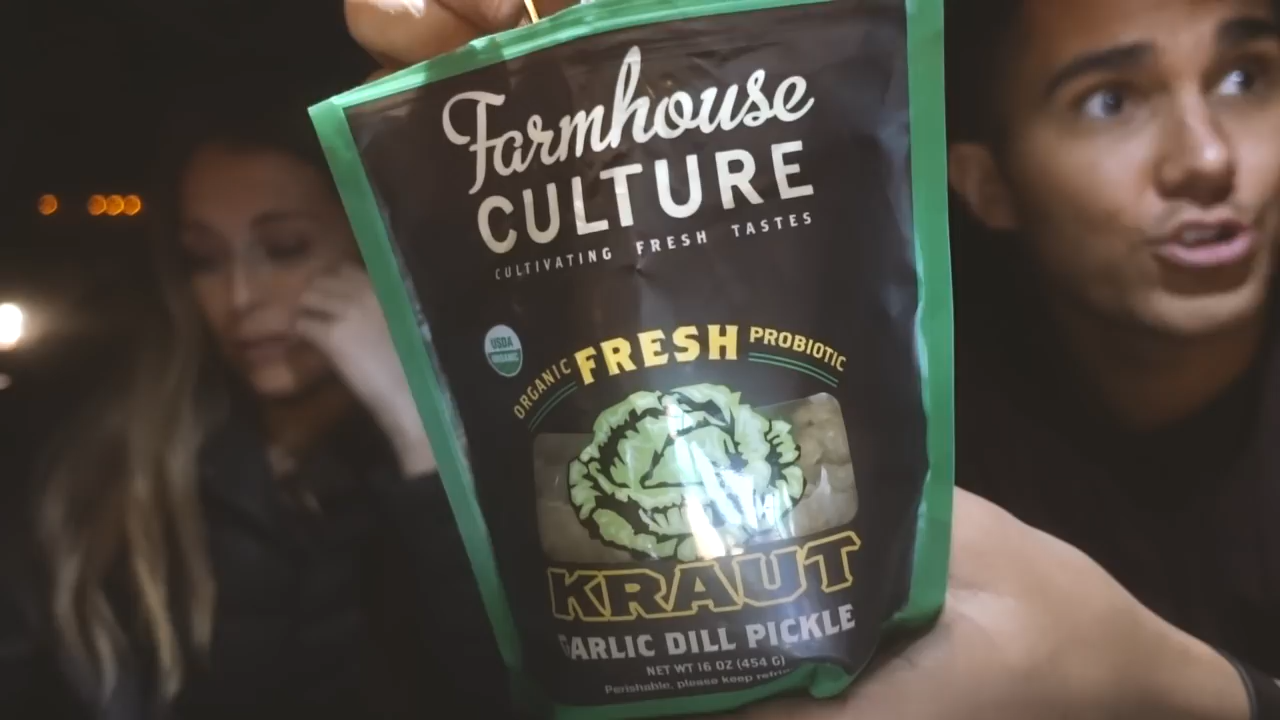 Farmhouse
CULTURE
CULTIVATING FRESH TASTES
USDA
ORGANIC
ORGANIC FRESH PROBIOTIC
KRAUT
GARLIC DILL PICKLE
NET WT 16 OZ (454 G)
Perishable, please keep